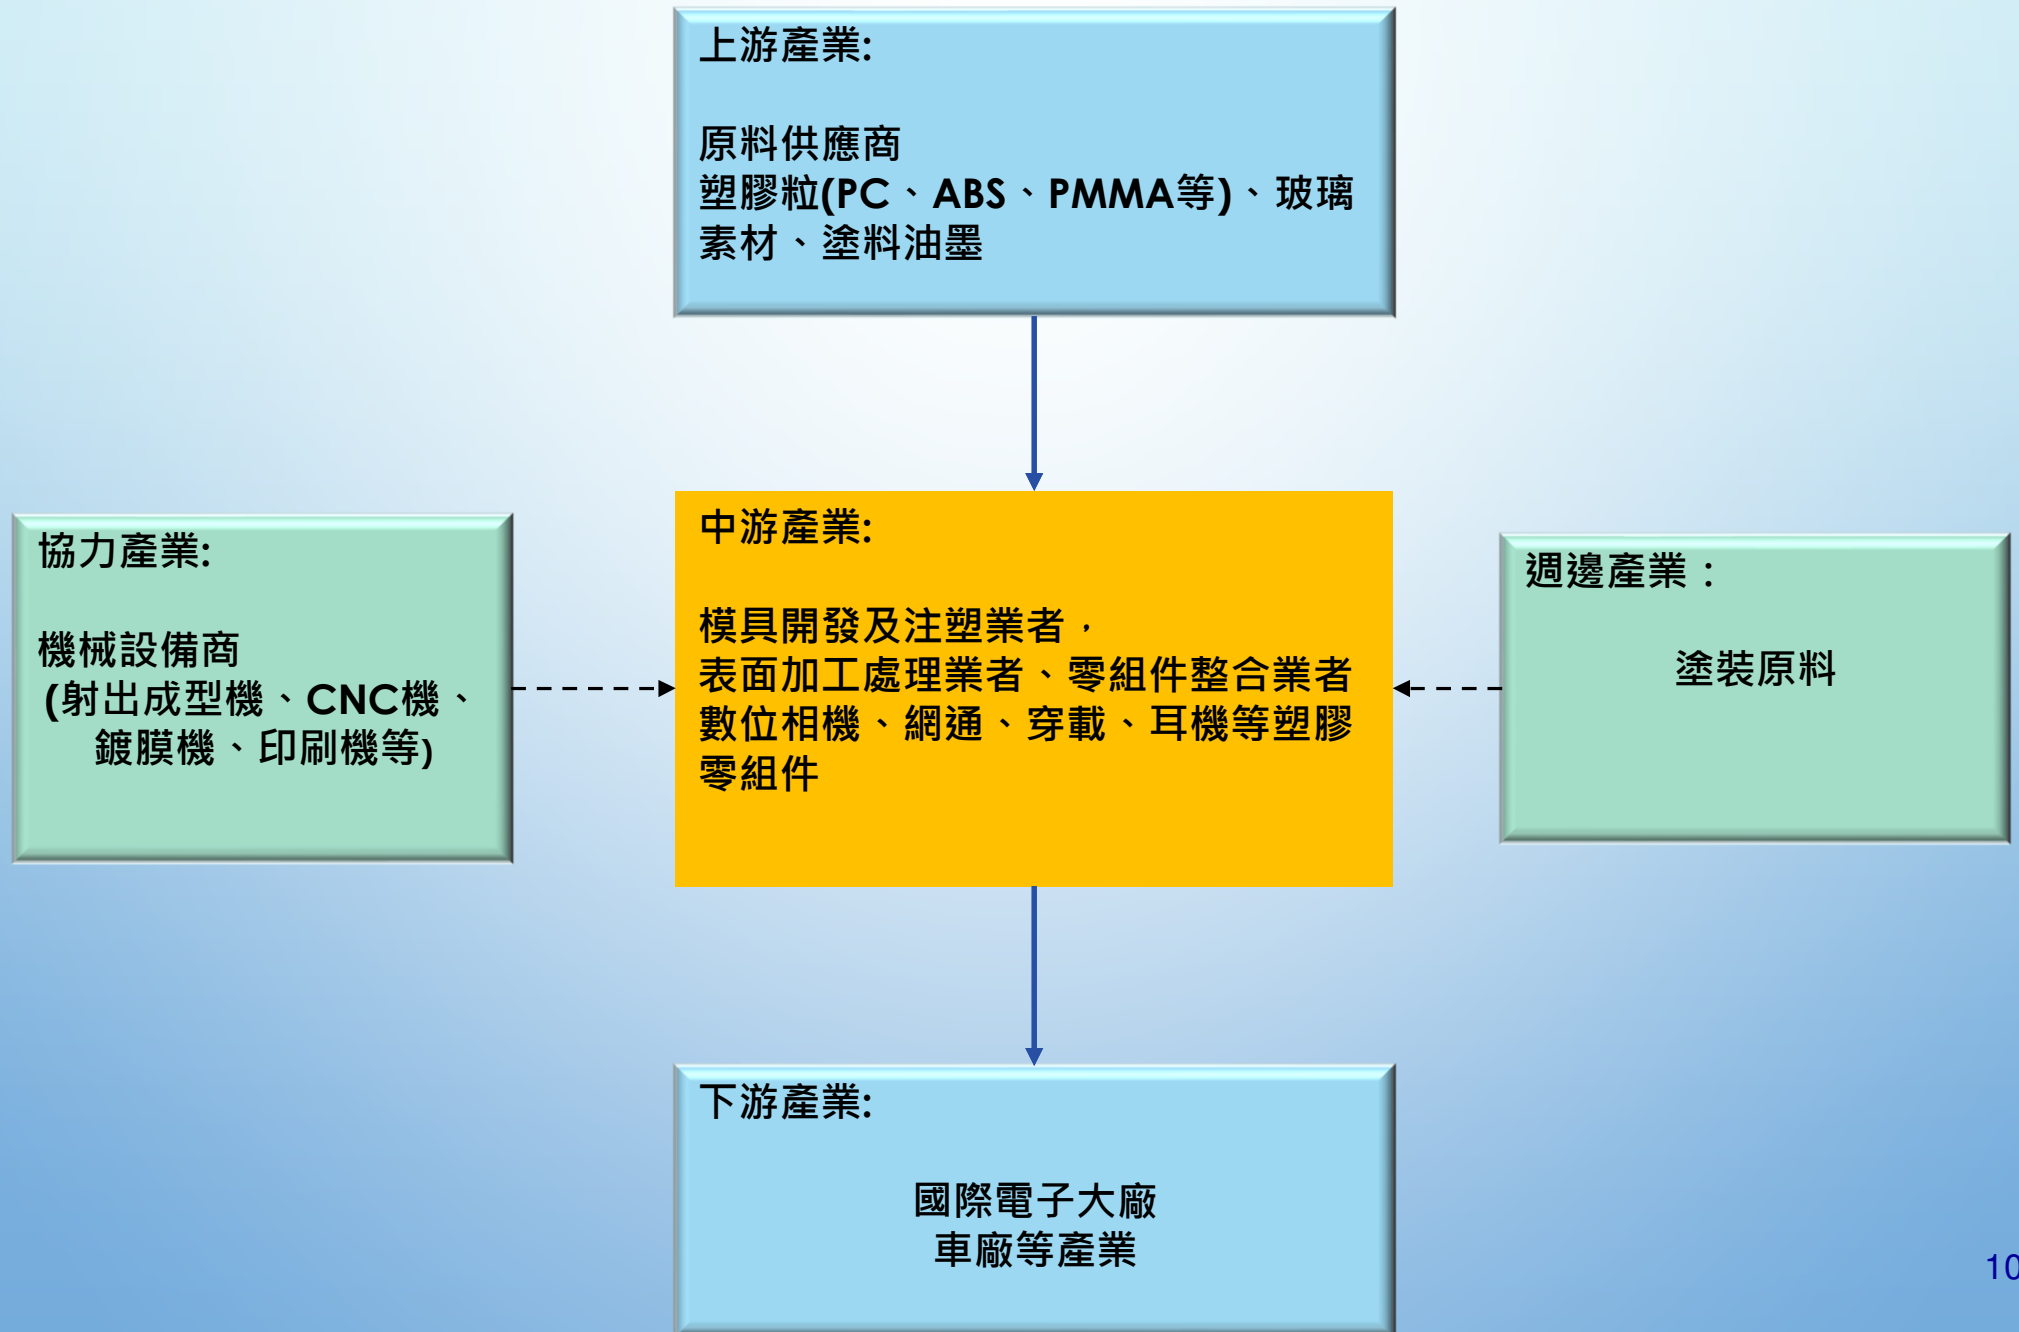 上游產業:
原料供應商
塑膠粒(PC、ABS、PMMA等)、玻璃
素材、塗料油墨
協力產業:
機械設備商
(射出成型機、CNC機、
鍍膜機、印刷機等)
中游產業:
模具開發及注塑業者，
表面加工處理業者、零組件整合業者
數位相機、網通、穿載、耳機等塑膠
零組件
週邊產業：
塗裝原料
下游產業:
國際電子大廠
車廠等產業
10